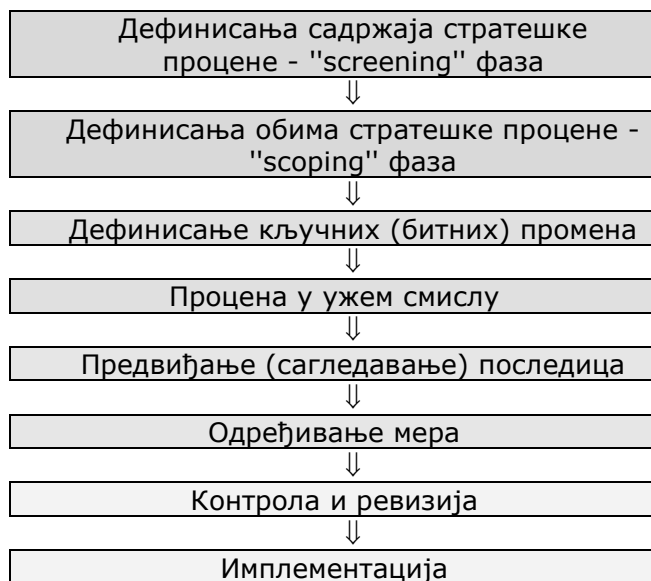 Дефинисања садржаја стратешке
процене - "screening" фаза
⇓
Дефинисања обима стратешке процене -
"scoping" фаза
⇓
Дефинисање кључних (битних) промена
⇓
Процена у ужем смислу
⇓
Предвиђање (сагледавање) последица
⇓
Одређивање мера
⇓
Контрола и ревизија
⇓
Имплементација